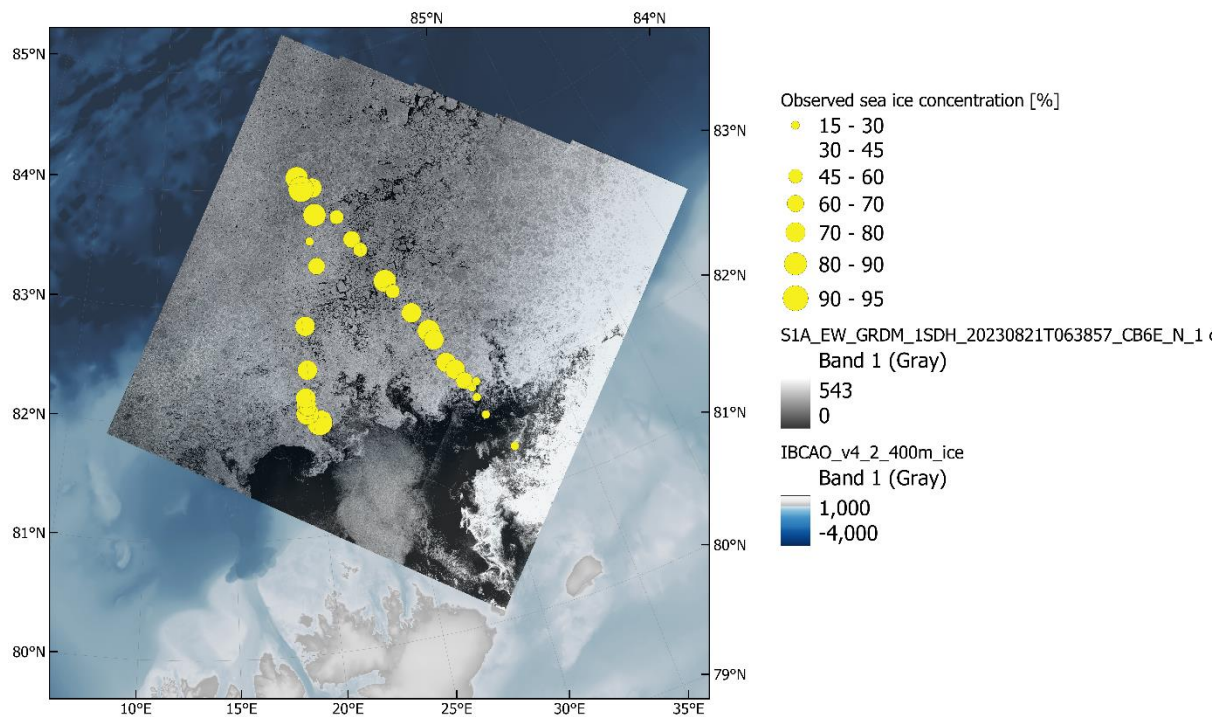 85°N 84°N
85°N
84°N
83°N
82°N
81°N
80°N
83°N
82°N
81°N
80°N
79°N
10°E 15°E 20°E 25°E 30°E 35°E
Observed sea ice concentration [%]
15 - 30
30 - 45
45 - 60
60 - 70
70 - 80
80 - 90
90 - 95
S1A_EW_GRDM_1SDH_20230821T063857_CB6E_N_1
Band 1 (Gray)
543
0
IBCAO_v4_2_400m_ice
Band 1 (Gray)
1,000
-4,000